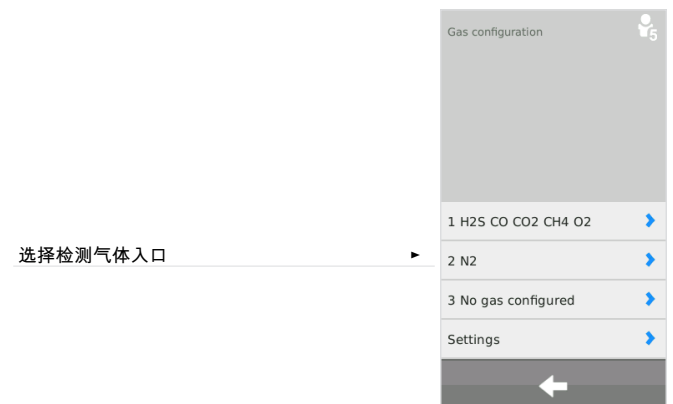 Gas configuration
5
1 H2S CO CO2 CH4 O2
选择检测气体入口
2 N2
3 No gas configured
Settings